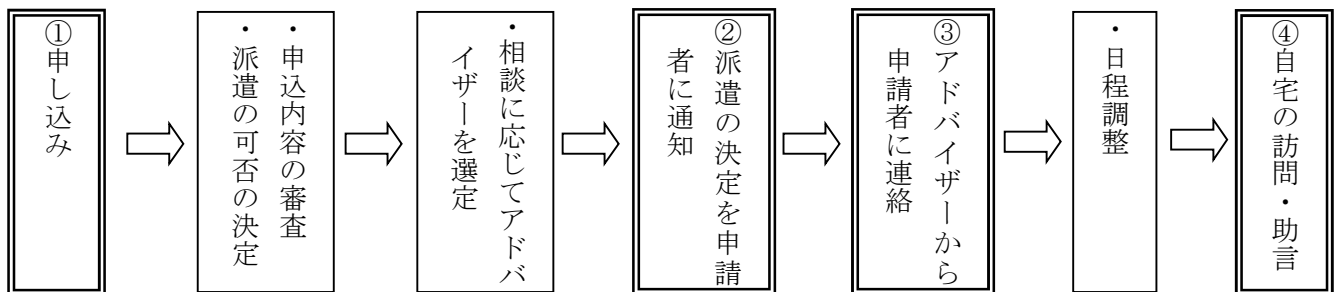 ①申し込み
・申込内容の審査
・派遣の可否の決定
・相談に応じてアドバ
イザーを選定
②派遣の決定を申請
者に通知
③アドバイザーから
申請者に連絡
・日程調整
④自宅の訪問・助言